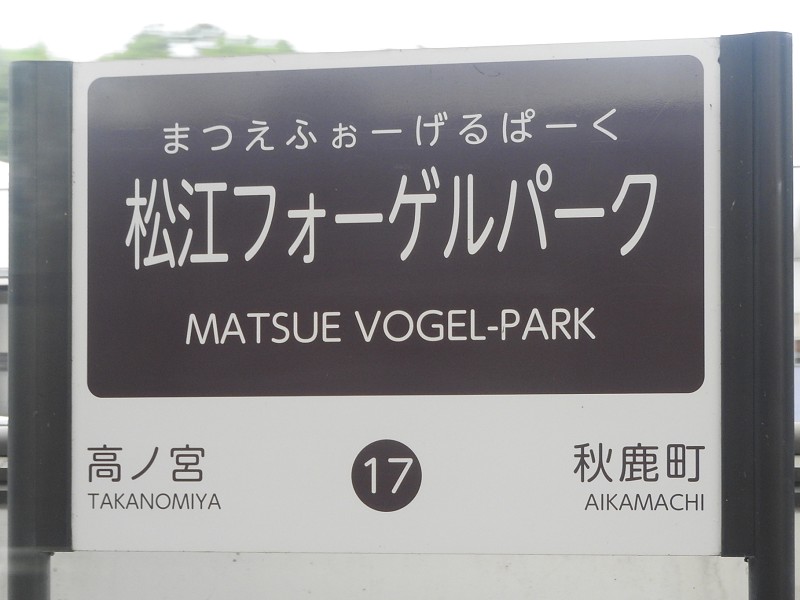 まつえふぉーげるぱーく
松江フォーゲルパーク
MATSUE VOGEL-PARK
高ノ宮
TAKANOMIYA
17
秋鹿町
AIKAMACHI